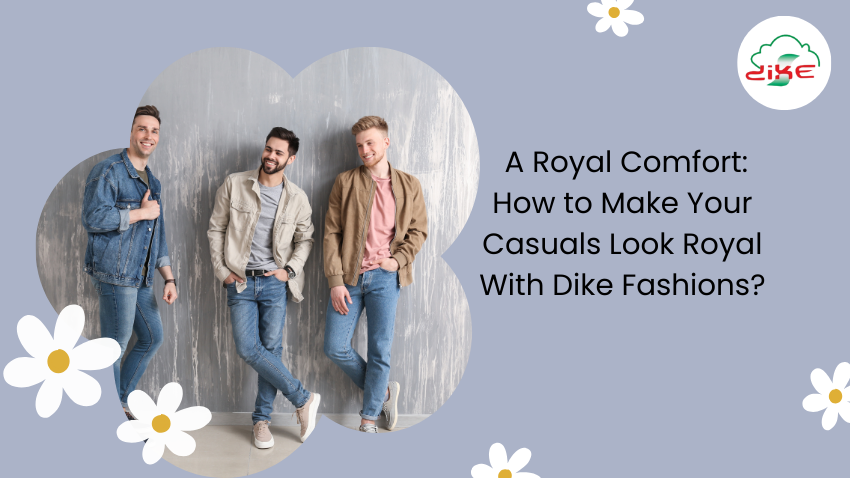 dikE
A Royal Comfort:
How to Make Your
Casuals Look Royal
With Dike Fashions?